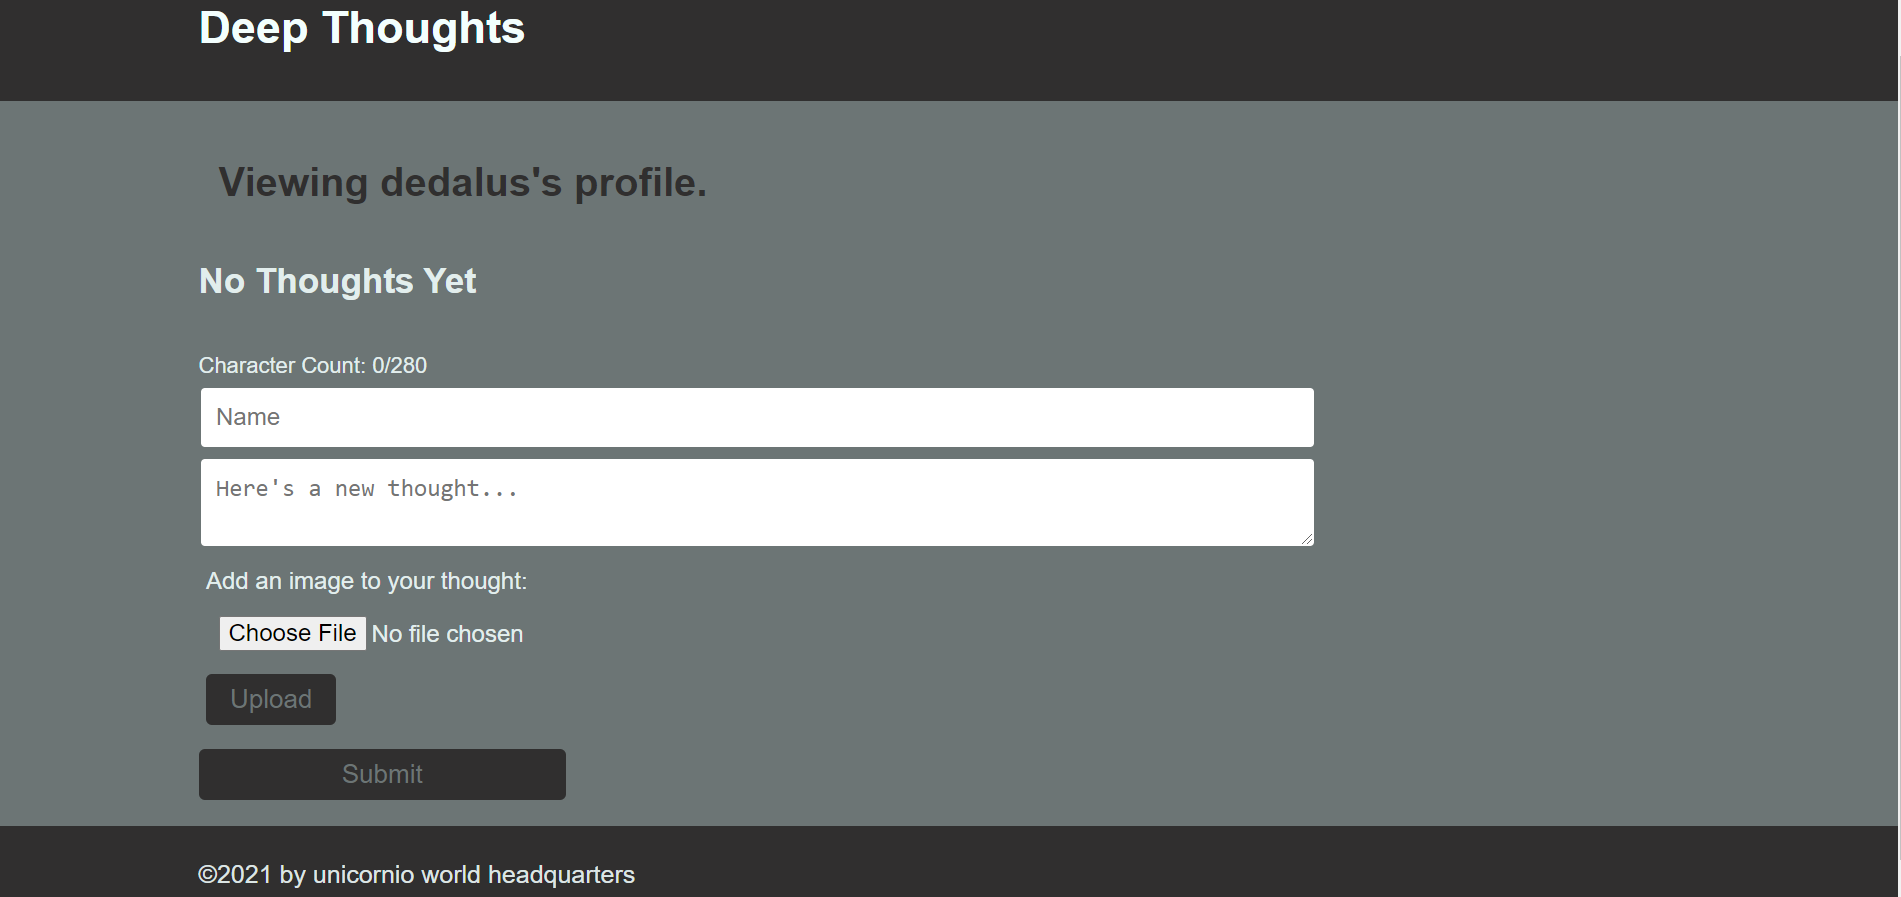 Deep Thoughts
Viewing dedalus's profile.
No Thoughts Yet
Character Count: 0/280
Name
Here's a new thought...
Add an image to your thought:
Choose File No file chosen
Upload
Submit
©2021 by unicornio world headquarters